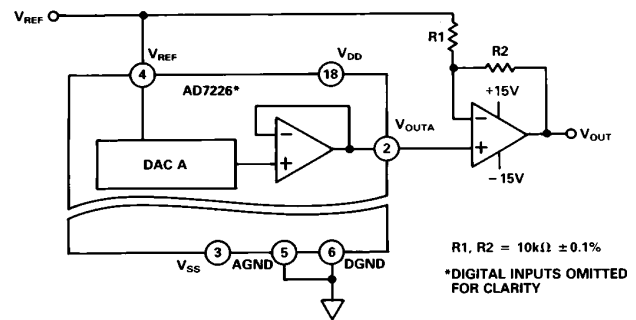 VREF
R1
R2
VREF
VDD
4
18
AD7226*
+15V
VOUTA
DAC A
–
+
2
–
+
VOUT
–15V
3
5
6
VSS
AGND
DGND
R1, R2 = 10kΩ ±0.1%
*DIGITAL INPUTS OMITTED
FOR CLARITY